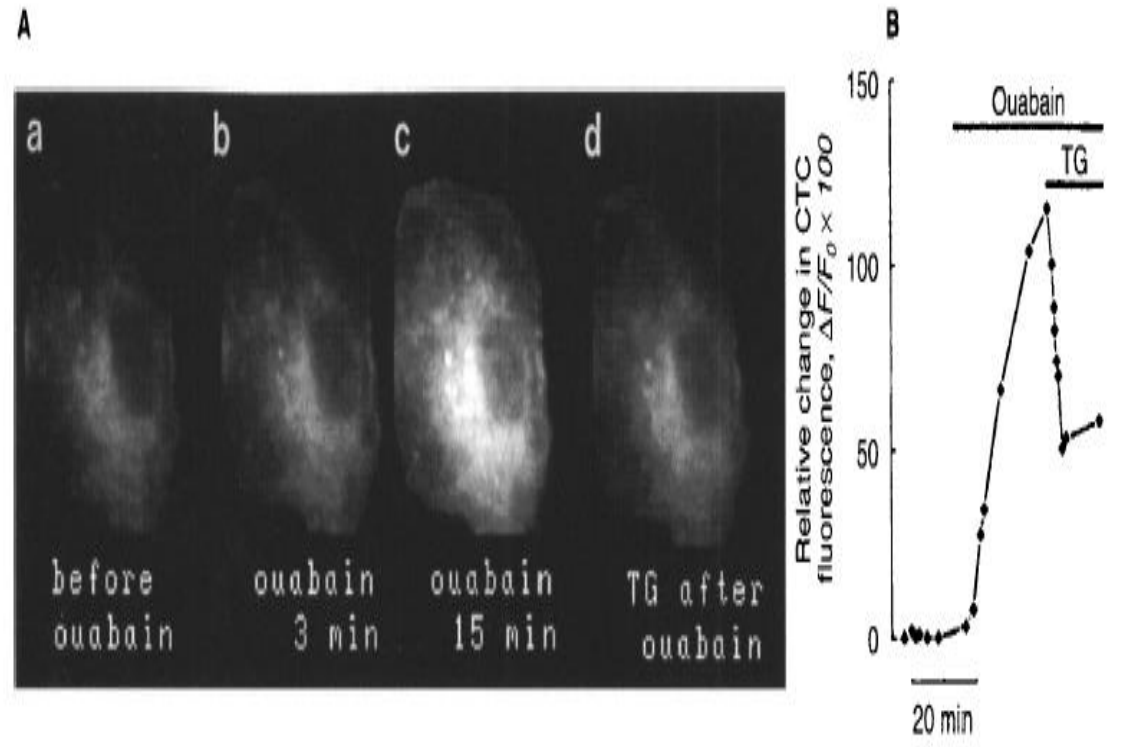 A
a
b
c
d
before
ouabain
ouabain
3 min
ouabain
15 min
TG after
ouabain
B
Relative change in CTC
fluorescence, ΔF/F₀ × 100
150
100
50
0
Ouabain
TG
20 min